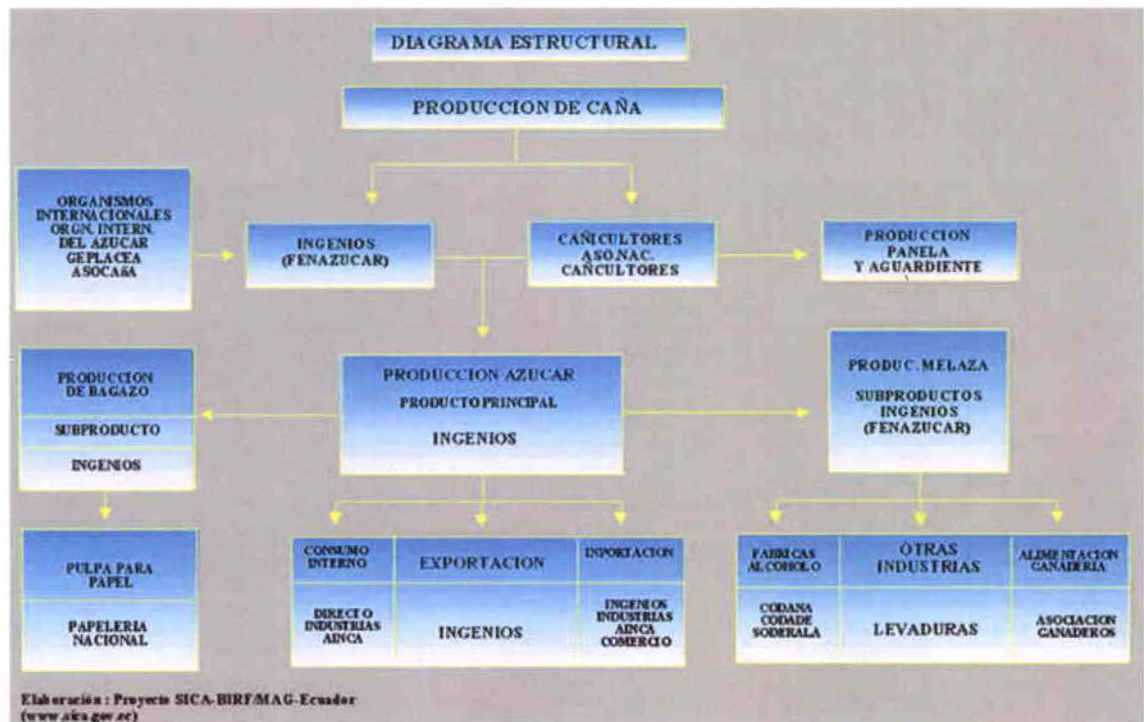 DIAGRAMA ESTRUCTURAL
PRODUCCION DE CAÑA
ORGANISMOS
INTERNACIONALES
ORGN. INTERN.
DEL AZUCAR
GEPLACEA
ASOCAñA
INGENIOS
(FENAZUCAR)
CAÑICULTORES
ASO.NAC.
CAÑCULTORES
PRODUCCION
PANELA
Y AGUARDIENTE
PRODUCCION
DE BAGAZO
SUBPRODUCTO
INGENIOS
PRODUCCION AZUCAR
PRODUCTO PRINCIPAL
INGENIOS
PRODUC. MELAZA
SUBPRODUCTOS
INGENIOS
(FENAZUCAR)
PULPA PARA
PAPEL
PAPELERIA
NACIONAL
CONSUMO
INTERNO
DIRECTO
INDUSTRIAS
AINCA
EXPORTACION
INGENIOS
INPORTACION
INGENIOS
INDUSTRIAS
AINCA
COMERCIO
FABRICAS
ALCOHOLO
CODANA
CODADE
SODERALA
OTRAS
INDUSTRIAS
LEVADURAS
ALIMENTACION
GANADERIA
ASOCIACION
GANADEROS
Elaboración : Proyecto SICA-BIRF/MAG-Ecuador
(www.sica.gov.ec)